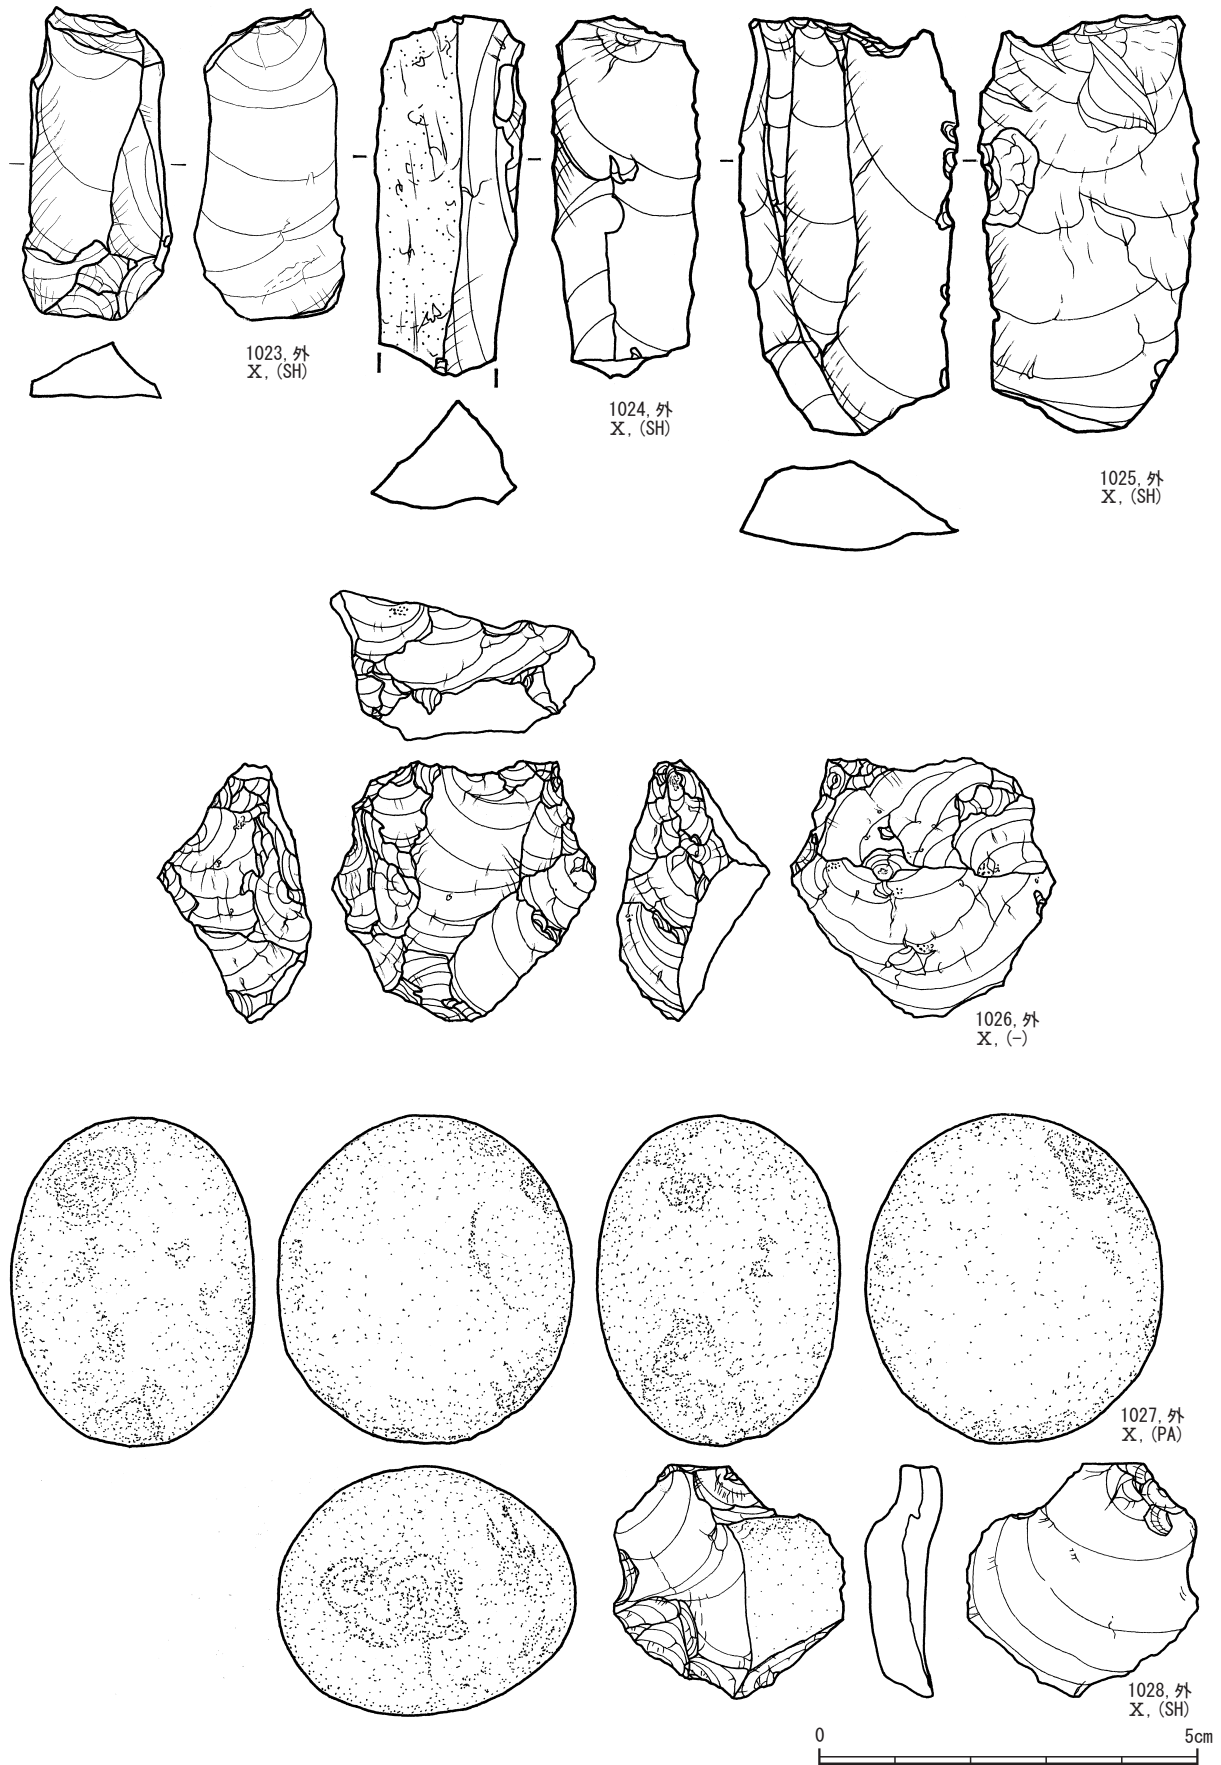 1023, 外
X, (SH)
1024, 外
X, (SH)
1025, 外
X, (SH)
1026, 外
X, (-)
1027, 外
X, (PA)
1028, 外
X, (SH)
0 5cm